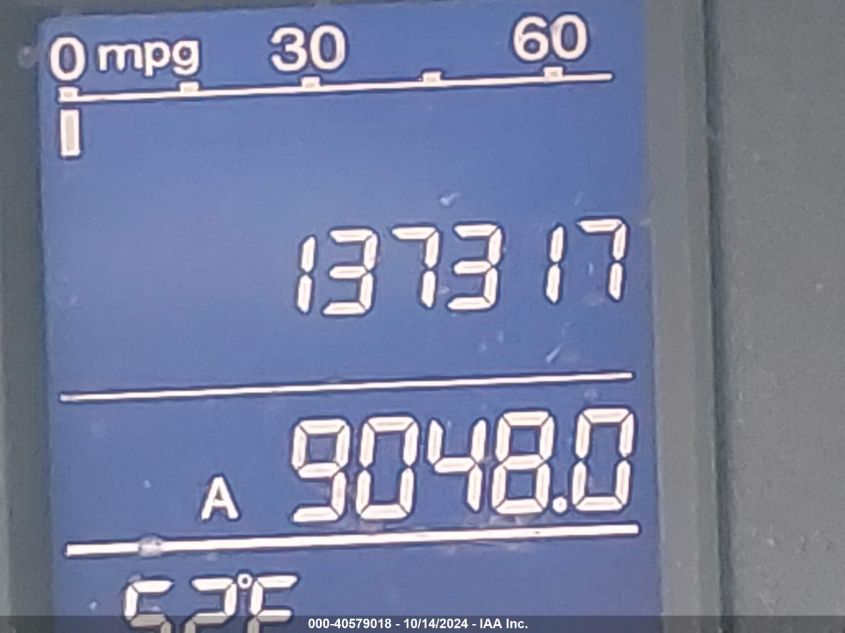 0 mpg 30 60
137317
A 9048.0
52°F
000-40579018 - 10/14/2024 - IAA Inc.